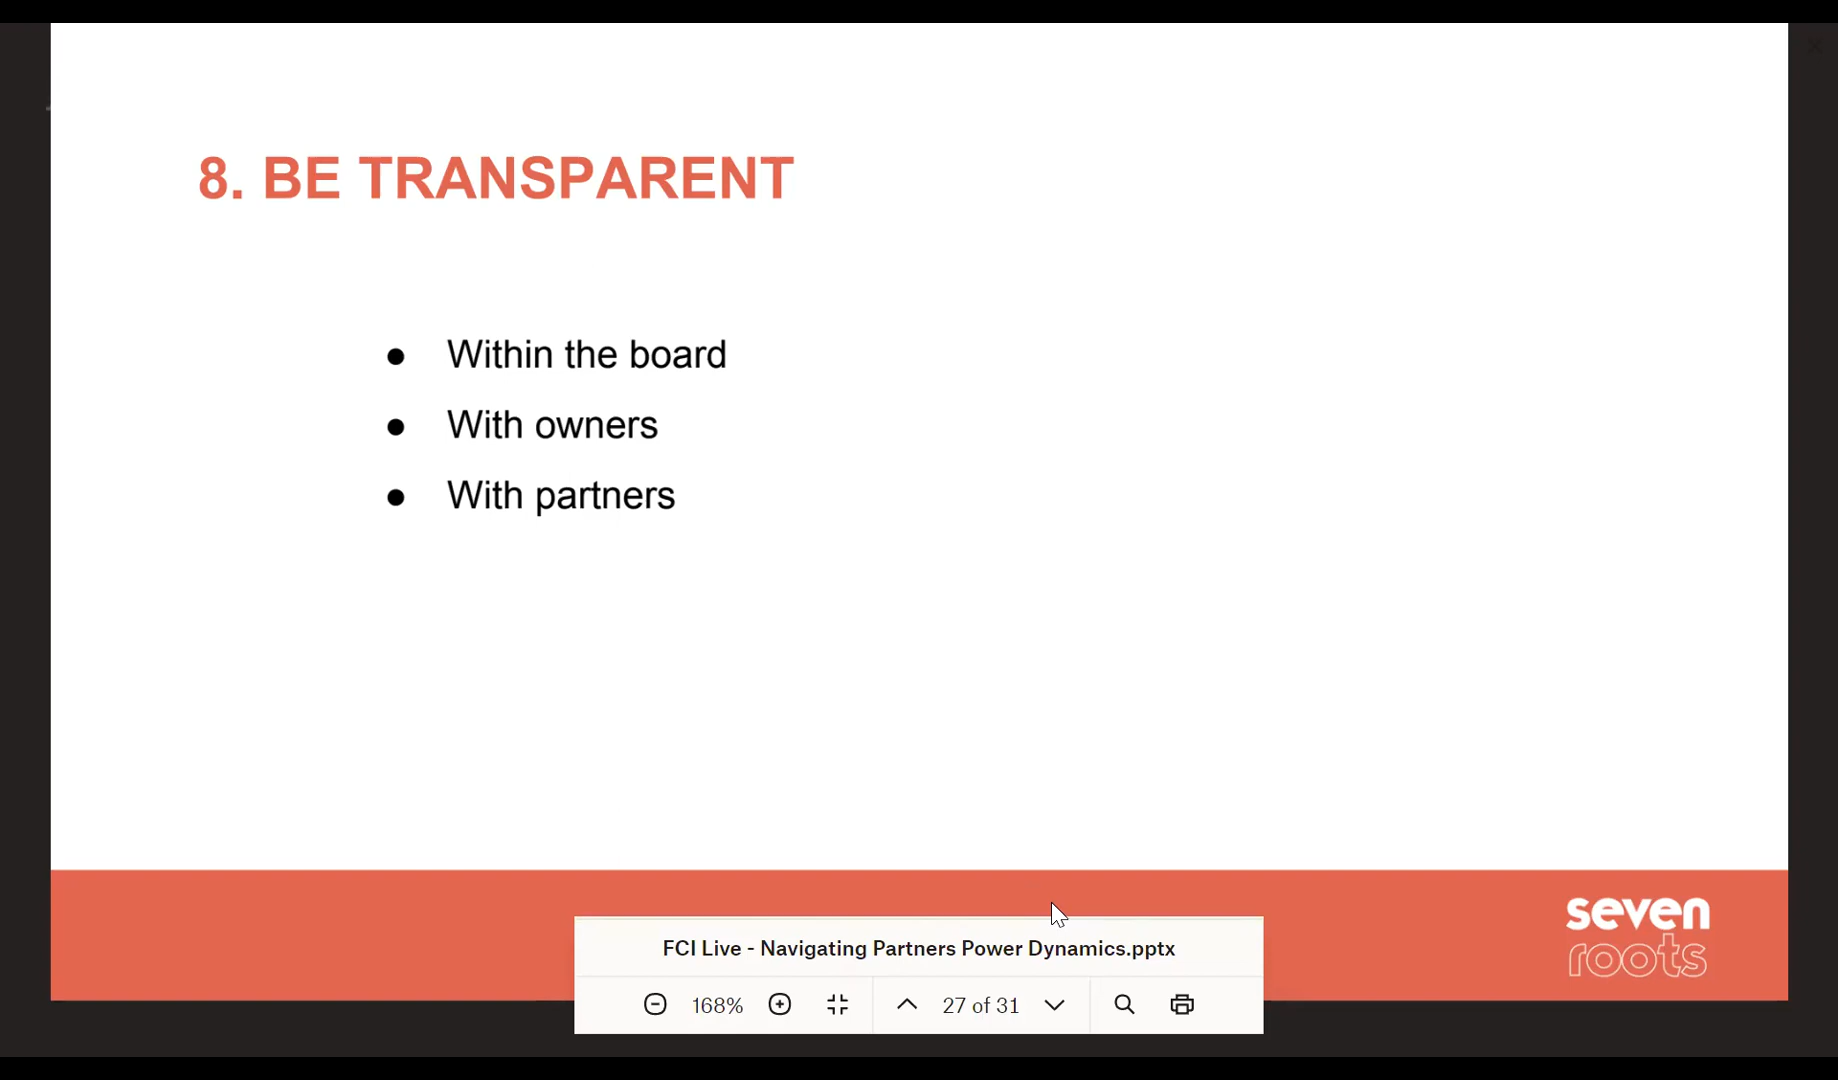 8. BE TRANSPARENT
● Within the board
● With owners
● With partners
seven
roots
FCI Live - Navigating Partners Power Dynamics.pptx
168%
27 of 31